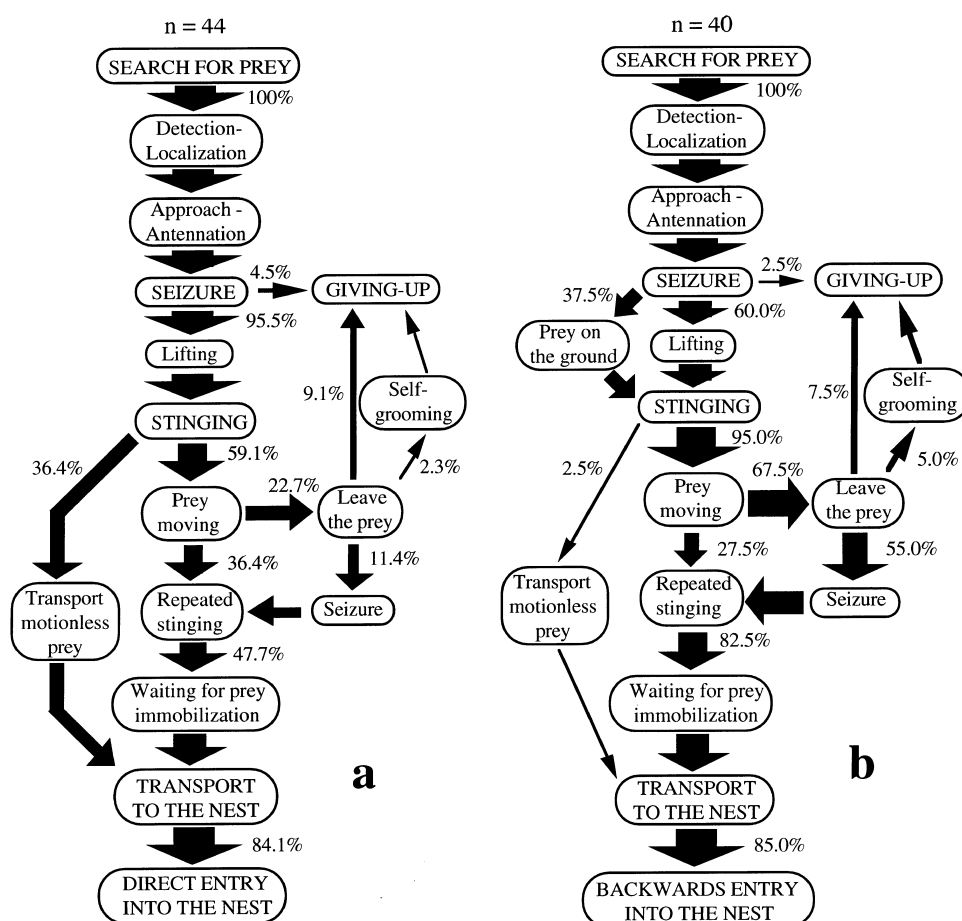 n = 44
SEARCH FOR PREY
100%
Detection-
Localization
Approach -
Antennation
4.5%
SEIZURE
GIVING-UP
95.5%
Lifting
9.1%
Self-
grooming
STINGING
36.4%
59.1%
2.3%
22.7%
Prey
moving
Leave
the prey
36.4%
11.4%
Transport
motionless
prey
Repeated
stinging
Seizure
47.7%
Waiting for prey
immobilization
a
TRANSPORT
TO THE NEST
84.1%
DIRECT ENTRY
INTO THE NEST
n = 40
SEARCH FOR PREY
100%
Detection-
Localization
Approach -
Antennation
2.5%
SEIZURE
GIVING-UP
37.5%
60.0%
Prey on
the ground
Lifting
7.5%
Self-
grooming
STINGING
95.0%
2.5%
67.5%
5.0%
Prey
moving
Leave
the prey
27.5%
55.0%
Transport
motionless
prey
Repeated
stinging
Seizure
82.5%
Waiting for prey
immobilization
b
TRANSPORT
TO THE NEST
85.0%
BACKWARDS ENTRY
INTO THE NEST